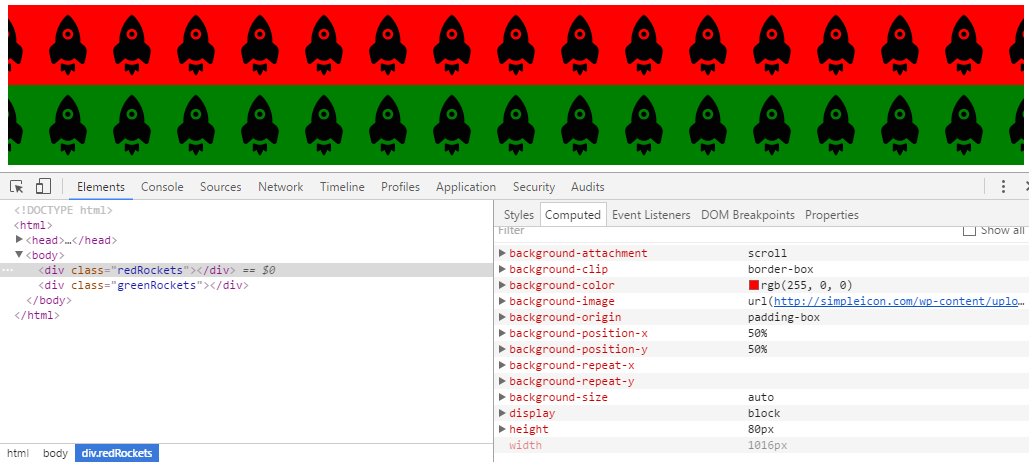 Elements Console Sources Network Timeline Profiles Application Security Audits
<!DOCTYPE html>
<html>
<head>…</head>
<body>
<div class="redRockets"></div> == $0
<div class="greenRockets"></div>
</body>
</html>
html body div.redRockets
Styles Computed Event Listeners DOM Breakpoints Properties
Filter Show all
background-attachment scroll
background-clip border-box
background-color rgb(255, 0, 0)
background-image url(http://simpleicon.com/wp-content/uplo…
background-origin padding-box
background-position-x 50%
background-position-y 50%
background-repeat-x
background-repeat-y
background-size auto
display block
height 80px
width 1016px